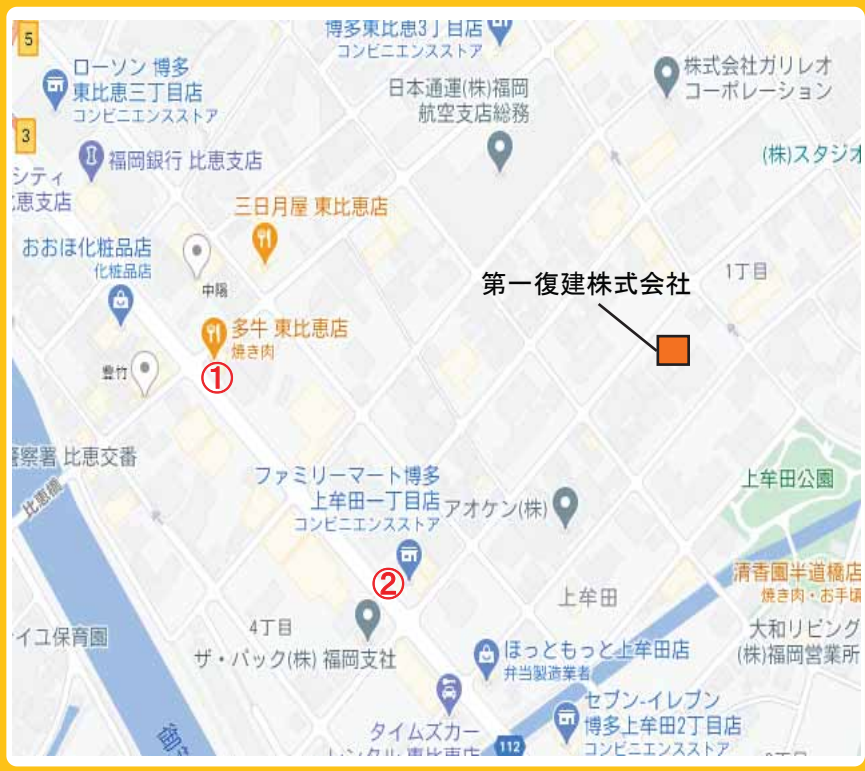 5
博多東比恵3丁目店
コンビニエンスストア
ローソン 博多
東比恵三丁目店
コンビニエンスストア
日本通運(株)福岡
航空支店総務
株式会社ガリレオ
コーポレーション
3
福岡銀行 比恵支店
(株)スタジオ
シティ
恵支店
三日月屋 東比恵店
おおほ化粧品店
化粧品店
中陽
第一復建株式会社
1丁目
多牛 東比恵店
焼き肉
①
豊竹
察署 比恵交番
比恵橋
ファミリーマート博多
上牟田一丁目店
コンビニエンスストア
アオケン(株)
上牟田公園
②
清香園半道橋店
焼き肉・お手頃
上牟田
4丁目
ザ・パック(株) 福岡支社
イユ保育園
大和リビング
(株)福岡営業所
ほっともっと上牟田店
弁当製造業者
セブン-イレブン
博多上牟田2丁目店
コンビニエンスストア
タイムズカー
レンタル 東比恵店
112
御